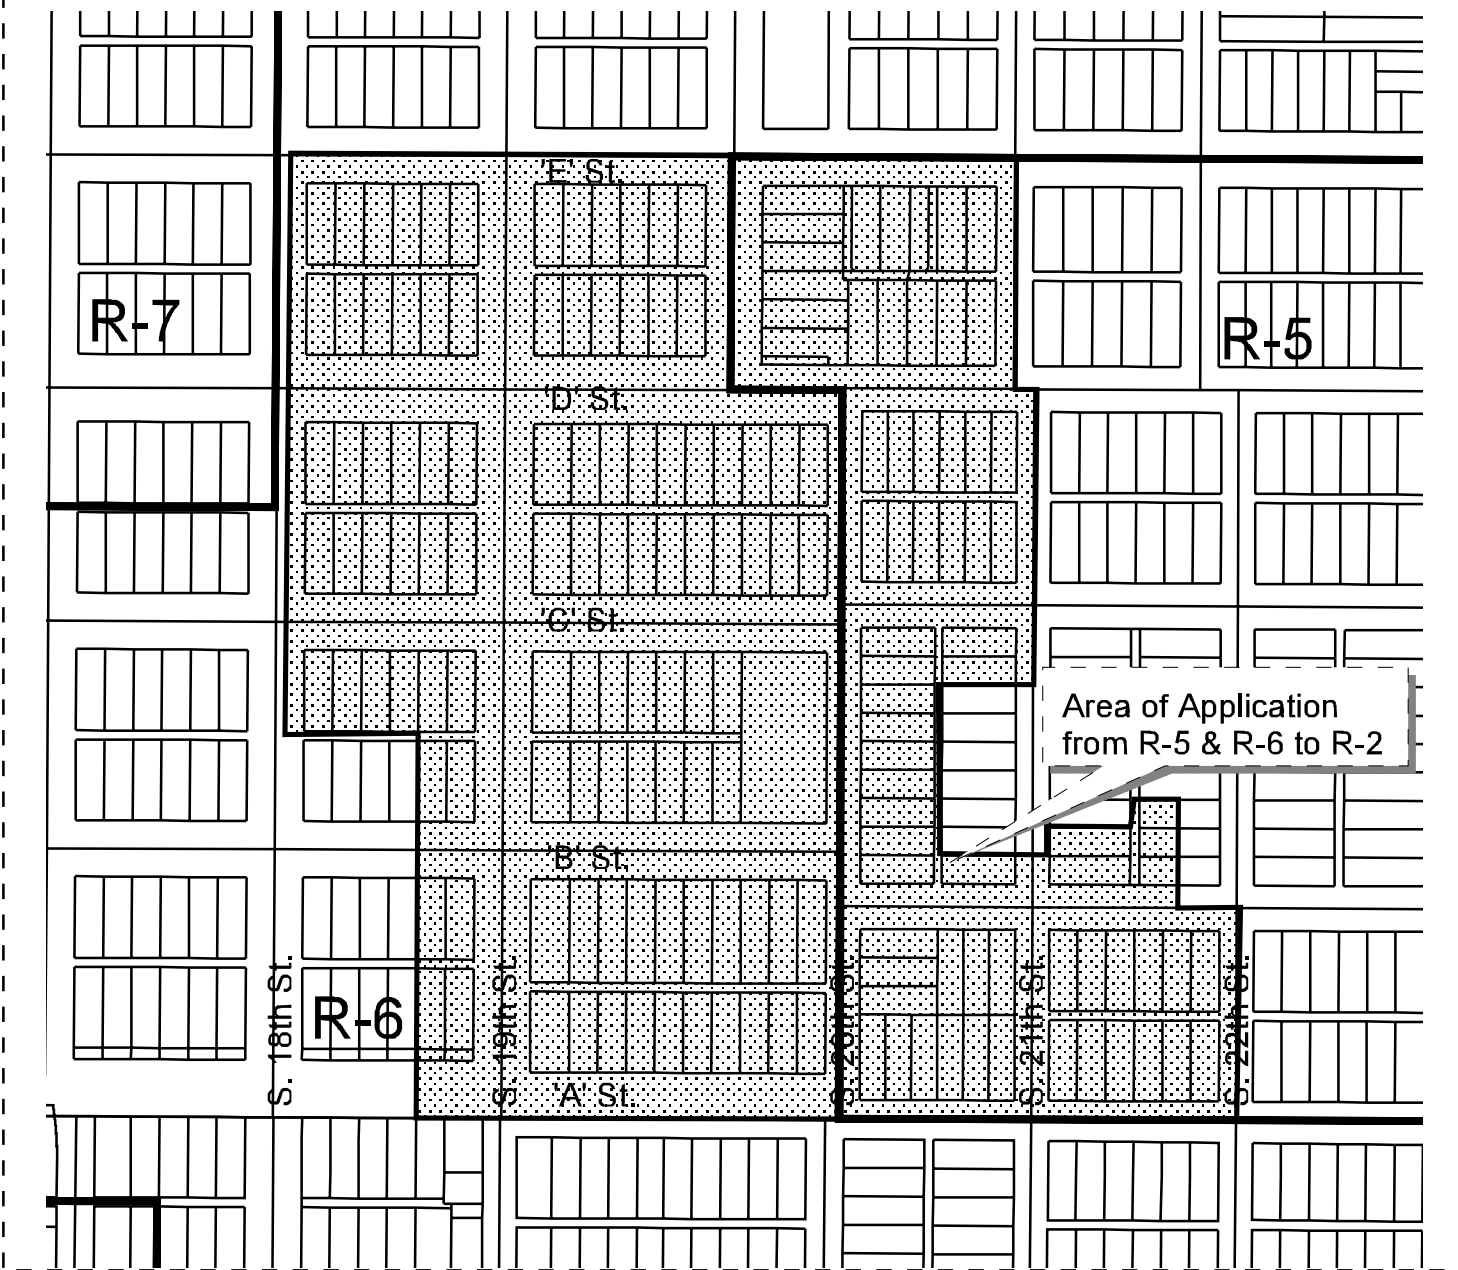 'E' St.
R-7
R-5
'D' St.
'C' St.
Area of Application
from R-5 & R-6 to R-2
'B' St.
R-6
S. 18th St.
S. 19th St.
S. 20th St.
S. 21th St.
S. 22th St.
'A' St.